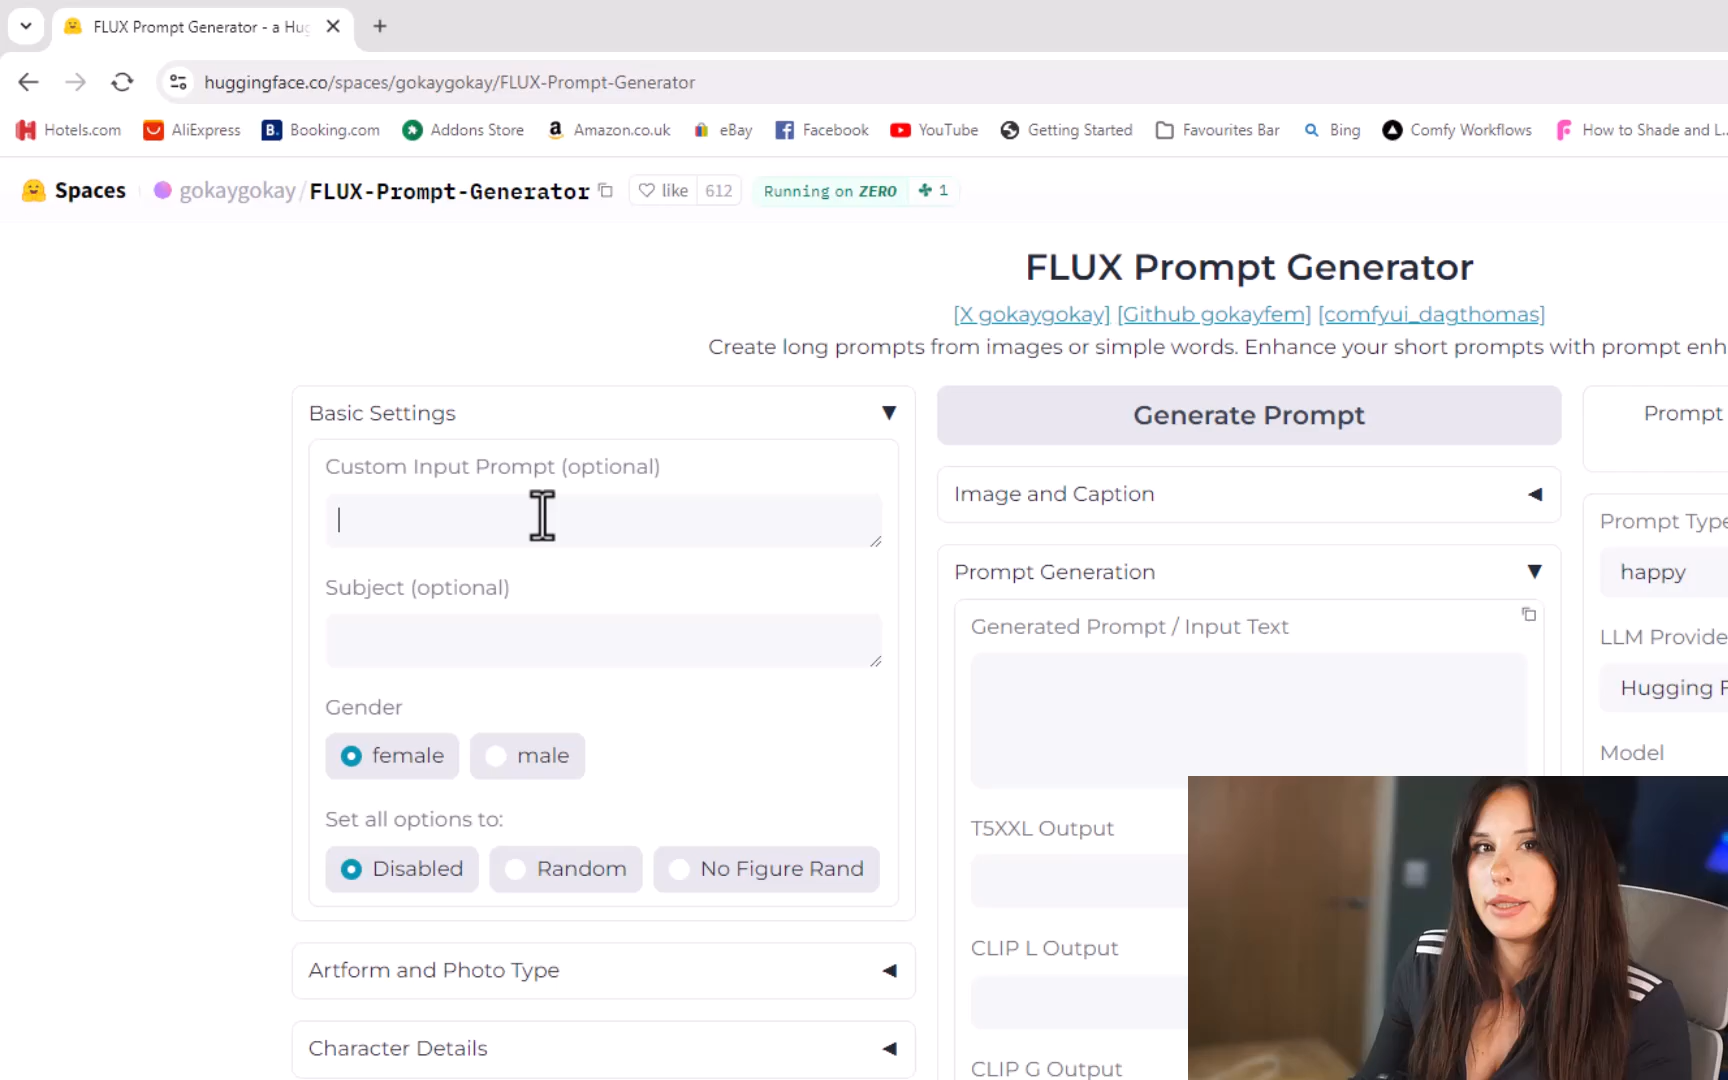 FLUX Prompt Generator - a Hug
huggingface.co/spaces/gokaygokay/FLUX-Prompt-Generator
Hotels.com AliExpress B. Booking.com Addons Store Amazon.co.uk eBay Facebook YouTube Getting Started Favourites Bar Bing Comfy Workflows How to Shade and L...
Spaces gokaygokay/FLUX-Prompt-Generator like 612 Running on ZERO 1
FLUX Prompt Generator
[X gokaygokay] [Github gokayfem] [comfyui_dagthomas]
Create long prompts from images or simple words. Enhance your short prompts with prompt enh
Basic Settings
Custom Input Prompt (optional)
Subject (optional)
Gender
female male
Set all options to:
Disabled Random No Figure Rand
Artform and Photo Type
Character Details
Generate Prompt
Image and Caption
Prompt Generation
Generated Prompt / Input Text
T5XXL Output
CLIP L Output
CLIP G Output
Prompt
Prompt Type
happy
LLM Provide
Hugging F
Model